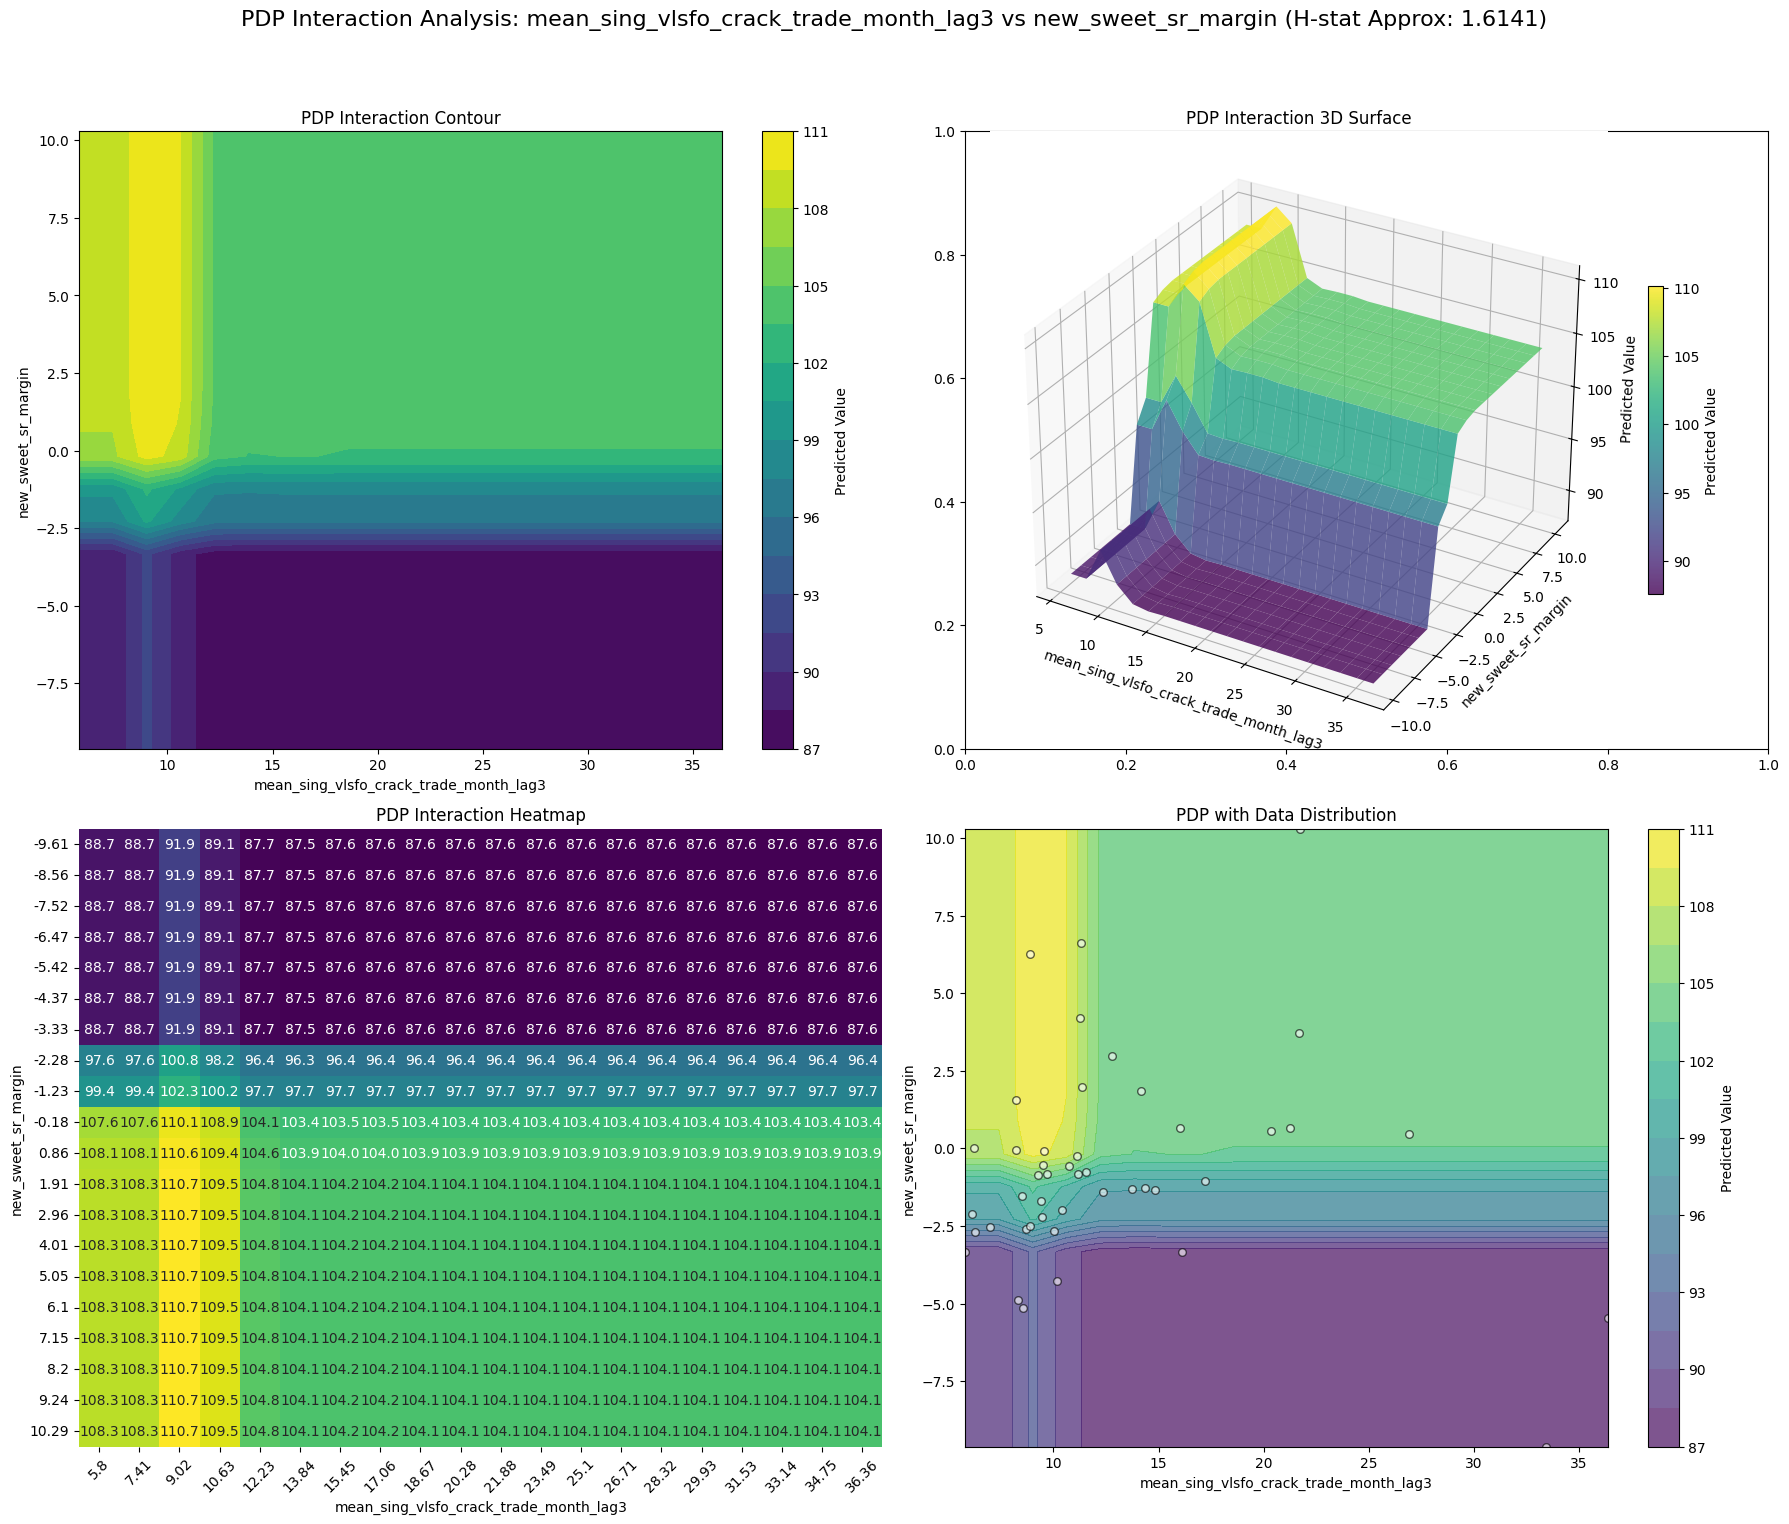 PDP Interaction Analysis: mean_sing_vlsfo_crack_trade_month_lag3 vs new_sweet_sr_margin (H-stat Approx: 1.6141)
PDP Interaction Contour
10.0
7.5
5.0
2.5
0.0
−2.5
−5.0
−7.5
new_sweet_sr_margin
10 15 20 25 30 35
mean_sing_vlsfo_crack_trade_month_lag3
111
108
105
102
99
96
93
90
87
Predicted Value
PDP Interaction 3D Surface
1.0
0.8
0.6
0.4
0.2
0.0
0.0 0.2 0.4 0.6 0.8 1.0
5 10 15 20 25 30 35
mean_sing_vlsfo_crack_trade_month_lag3
−10.0 −7.5 −5.0 −2.5 0.0 2.5 5.0 7.5 10.0
new_sweet_sr_margin
110
105
100
95
90
Predicted Value
110
105
100
95
90
Predicted Value
PDP Interaction Heatmap
new_sweet_sr_margin
-9.61 88.7 88.7 91.9 89.1 87.7 87.5 87.6 87.6 87.6 87.6 87.6 87.6 87.6 87.6 87.6 87.6 87.6 87.6 87.6 87.6
-8.56 88.7 88.7 91.9 89.1 87.7 87.5 87.6 87.6 87.6 87.6 87.6 87.6 87.6 87.6 87.6 87.6 87.6 87.6 87.6 87.6
-7.52 88.7 88.7 91.9 89.1 87.7 87.5 87.6 87.6 87.6 87.6 87.6 87.6 87.6 87.6 87.6 87.6 87.6 87.6 87.6 87.6
-6.47 88.7 88.7 91.9 89.1 87.7 87.5 87.6 87.6 87.6 87.6 87.6 87.6 87.6 87.6 87.6 87.6 87.6 87.6 87.6 87.6
-5.42 88.7 88.7 91.9 89.1 87.7 87.5 87.6 87.6 87.6 87.6 87.6 87.6 87.6 87.6 87.6 87.6 87.6 87.6 87.6 87.6
-4.37 88.7 88.7 91.9 89.1 87.7 87.5 87.6 87.6 87.6 87.6 87.6 87.6 87.6 87.6 87.6 87.6 87.6 87.6 87.6 87.6
-3.33 88.7 88.7 91.9 89.1 87.7 87.5 87.6 87.6 87.6 87.6 87.6 87.6 87.6 87.6 87.6 87.6 87.6 87.6 87.6 87.6
-2.28 97.6 97.6 100.8 98.2 96.4 96.3 96.4 96.4 96.4 96.4 96.4 96.4 96.4 96.4 96.4 96.4 96.4 96.4 96.4 96.4
-1.23 99.4 99.4 102.3 100.2 97.7 97.7 97.7 97.7 97.7 97.7 97.7 97.7 97.7 97.7 97.7 97.7 97.7 97.7 97.7 97.7
-0.18 107.6 107.6 110.1 108.9 104.1 103.4 103.5 103.5 103.4 103.4 103.4 103.4 103.4 103.4 103.4 103.4 103.4 103.4 103.4 103.4
0.86 108.1 108.1 110.6 109.4 104.6 103.9 104.0 104.0 103.9 103.9 103.9 103.9 103.9 103.9 103.9 103.9 103.9 103.9 103.9 103.9
1.91 108.3 108.3 110.7 109.5 104.8 104.1 104.2 104.2 104.1 104.1 104.1 104.1 104.1 104.1 104.1 104.1 104.1 104.1 104.1 104.1
2.96 108.3 108.3 110.7 109.5 104.8 104.1 104.2 104.2 104.1 104.1 104.1 104.1 104.1 104.1 104.1 104.1 104.1 104.1 104.1 104.1
4.01 108.3 108.3 110.7 109.5 104.8 104.1 104.2 104.2 104.1 104.1 104.1 104.1 104.1 104.1 104.1 104.1 104.1 104.1 104.1 104.1
5.05 108.3 108.3 110.7 109.5 104.8 104.1 104.2 104.2 104.1 104.1 104.1 104.1 104.1 104.1 104.1 104.1 104.1 104.1 104.1 104.1
6.1 108.3 108.3 110.7 109.5 104.8 104.1 104.2 104.2 104.1 104.1 104.1 104.1 104.1 104.1 104.1 104.1 104.1 104.1 104.1 104.1
7.15 108.3 108.3 110.7 109.5 104.8 104.1 104.2 104.2 104.1 104.1 104.1 104.1 104.1 104.1 104.1 104.1 104.1 104.1 104.1 104.1
8.2 108.3 108.3 110.7 109.5 104.8 104.1 104.2 104.2 104.1 104.1 104.1 104.1 104.1 104.1 104.1 104.1 104.1 104.1 104.1 104.1
9.24 108.3 108.3 110.7 109.5 104.8 104.1 104.2 104.2 104.1 104.1 104.1 104.1 104.1 104.1 104.1 104.1 104.1 104.1 104.1 104.1
10.29 108.3 108.3 110.7 109.5 104.8 104.1 104.2 104.2 104.1 104.1 104.1 104.1 104.1 104.1 104.1 104.1 104.1 104.1 104.1 104.1
5.8 7.41 9.02 10.63 12.23 13.84 15.45 17.06 18.67 20.28 21.88 23.49 25.1 26.71 28.32 29.93 31.53 33.14 34.75 36.36
mean_sing_vlsfo_crack_trade_month_lag3
PDP with Data Distribution
10.0
7.5
5.0
2.5
0.0
−2.5
−5.0
−7.5
new_sweet_sr_margin
10 15 20 25 30 35
mean_sing_vlsfo_crack_trade_month_lag3
111
108
105
102
99
96
93
90
87
Predicted Value